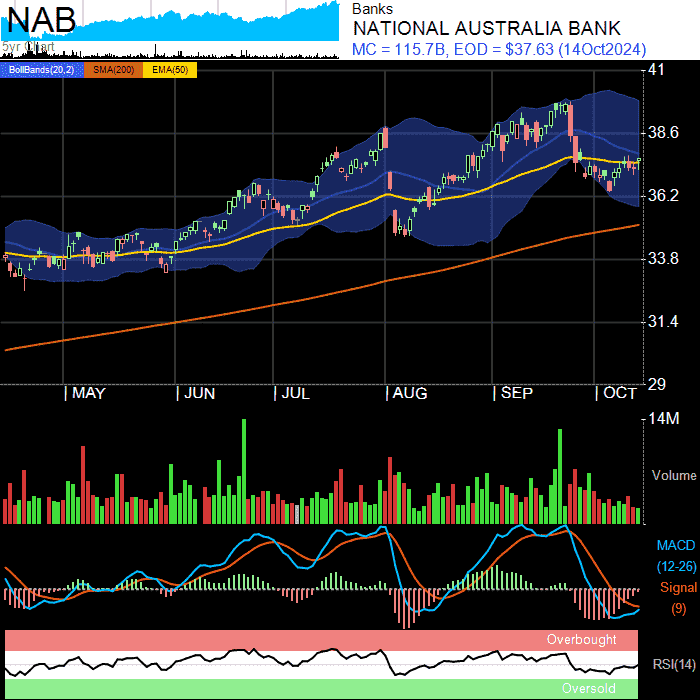 NAB
5yr Chart
Banks
NATIONAL AUSTRALIA BANK
MC = 115.7B, EOD = $37.63 (14Oct2024)
BollBands(20,2) SMA(200) EMA(50)
41
38.6
36.2
33.8
31.4
29
| MAY | JUN | JUL | AUG | SEP | OCT
14M
Volume
MACD
(12-26)
Signal
(9)
Overbought
RSI(14)
Oversold